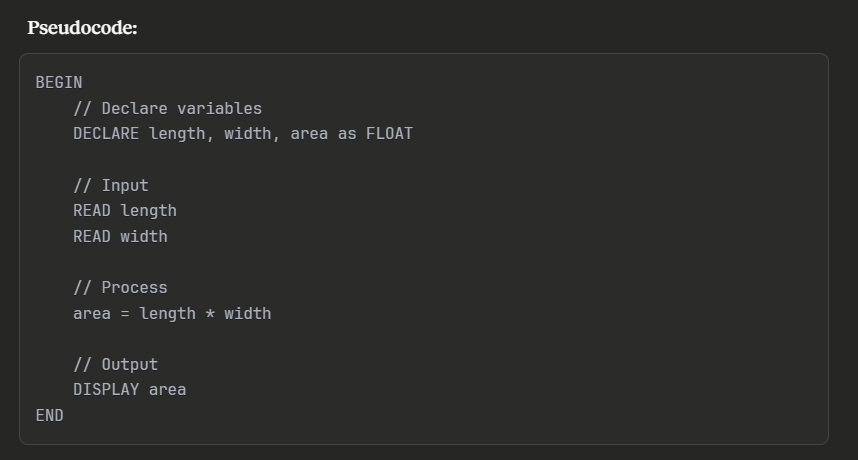 Pseudocode:
BEGIN
    // Declare variables
    DECLARE length, width, area as FLOAT

    // Input
    READ length
    READ width

    // Process
    area = length * width

    // Output
    DISPLAY area
END